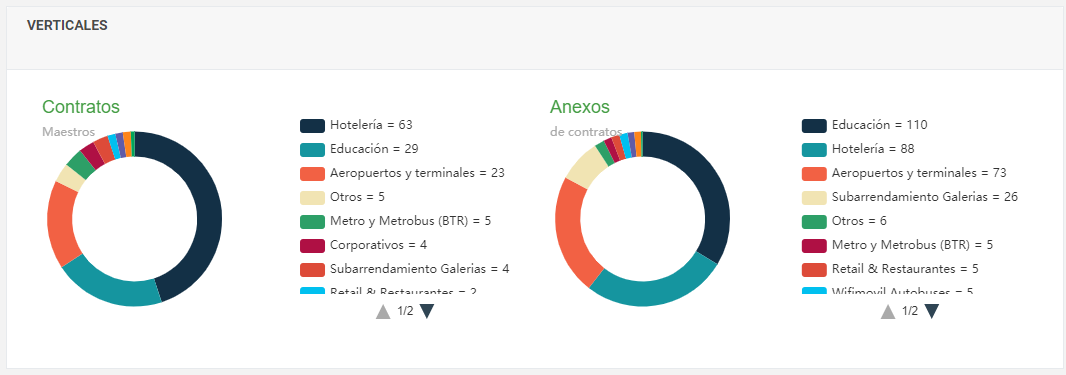 VERTICALES
Contratos
Maestros
Hotelería = 63
Educación = 29
Aeropuertos y terminales = 23
Otros = 5
Metro y Metrobus (BTR) = 5
Corporativos = 4
Subarrendamiento Galerias = 4
Retail & Restaurantes = 2
1/2
Anexos
de contratos
Educación = 110
Hotelería = 88
Aeropuertos y terminales = 73
Subarrendamiento Galerias = 26
Otros = 6
Metro y Metrobus (BTR) = 5
Retail & Restaurantes = 5
Wifimovil Autobuses = 5
1/2